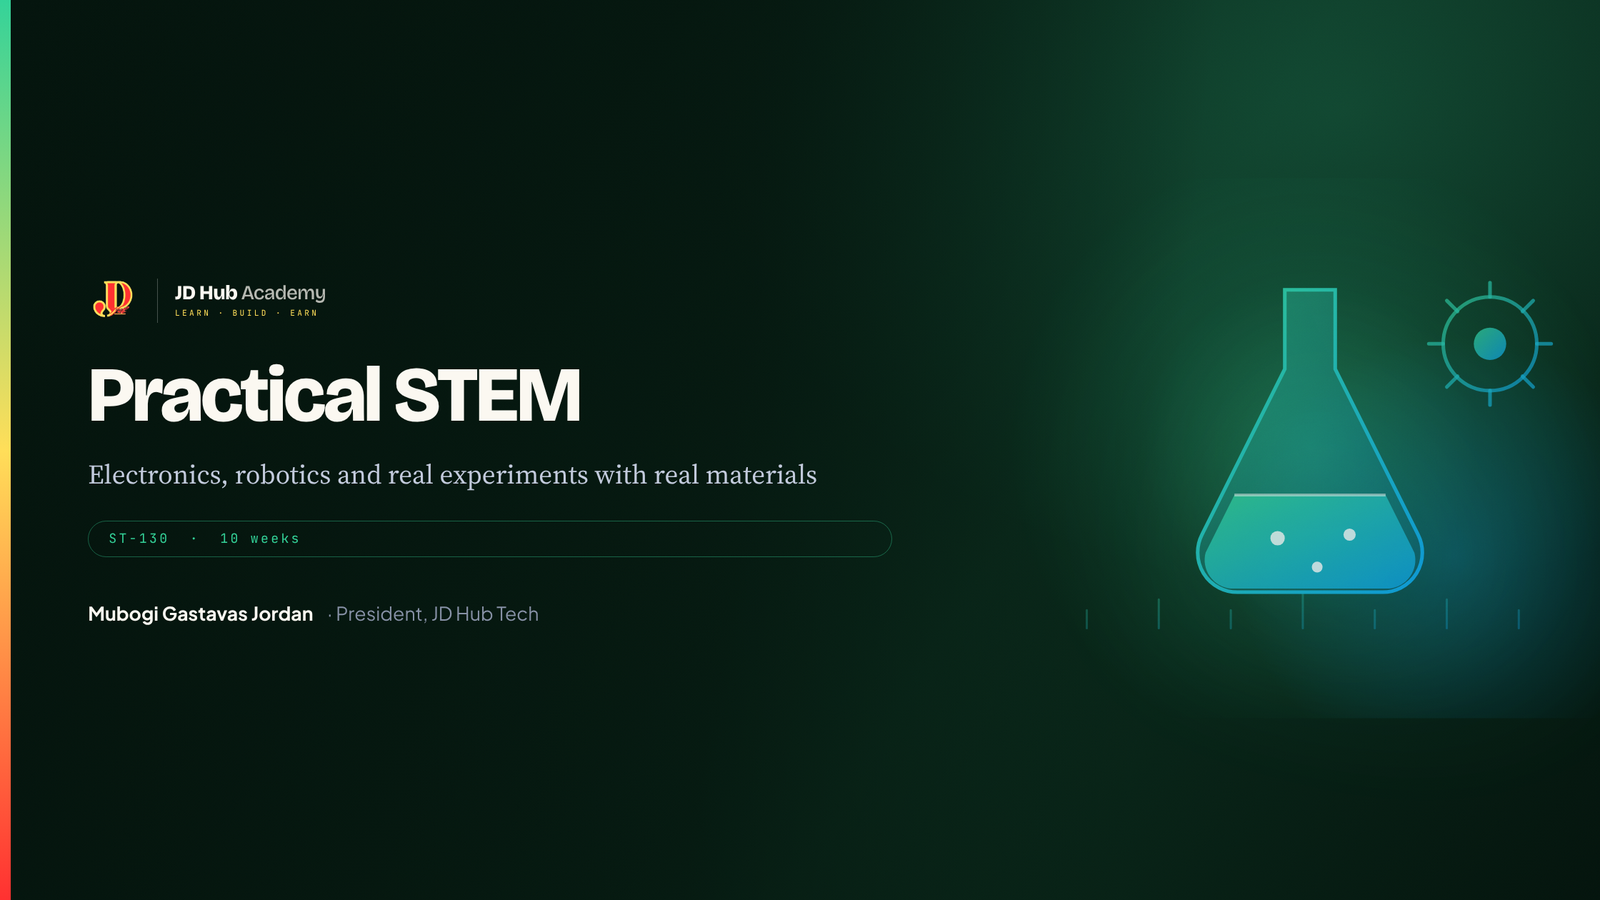 JD Hub Academy
LEARN · BUILD · EARN
Practical STEM
Electronics, robotics and real experiments with real materials
ST-130 · 10 weeks
Mubogi Gastavas Jordan · President, JD Hub Tech